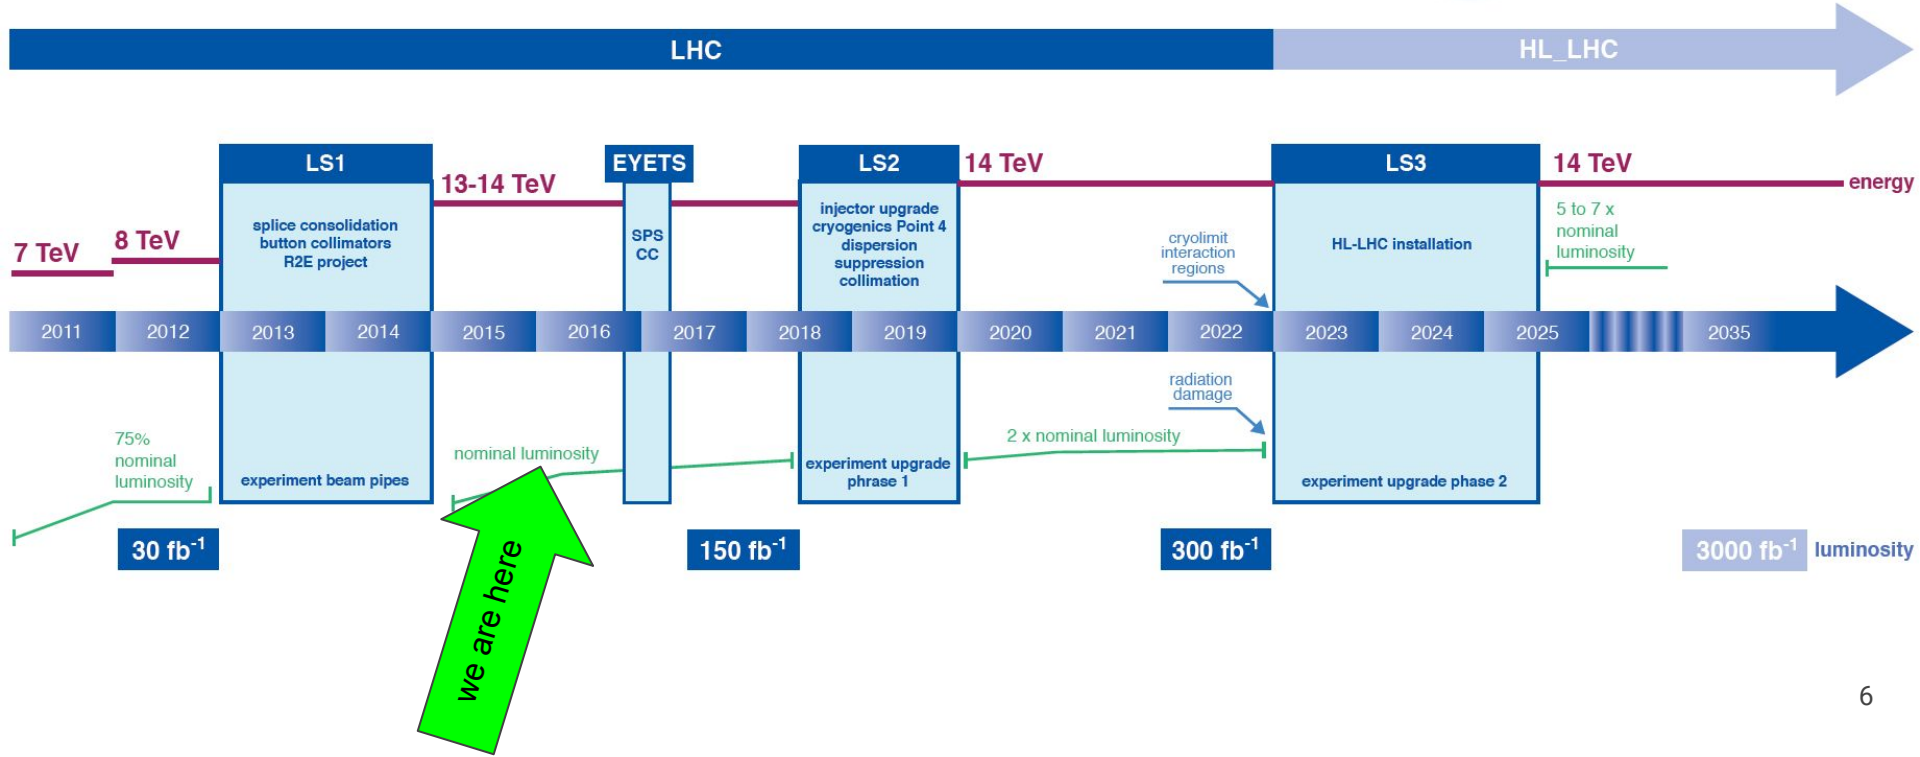 LHC
HL_LHC
LS1
EYETS
LS2
14 TeV
LS3
14 TeV
13-14 TeV
energy
7 TeV
8 TeV
splice consolidation
button collimators
R2E project
SPS
CC
injector upgrade
cryogenics Point 4
dispersion
suppression
collimation
cryolimit
interaction
regions
HL-LHC installation
5 to 7 x
nominal
luminosity
2011 2012 2013 2014 2015 2016 2017 2018 2019 2020 2021 2022 2023 2024 2025 2035
radiation
damage
75%
nominal
luminosity
experiment beam pipes
nominal luminosity
experiment upgrade
phrase 1
2 x nominal luminosity
experiment upgrade phase 2
30 fb-1
150 fb-1
300 fb-1
3000 fb-1
luminosity
we are here
6